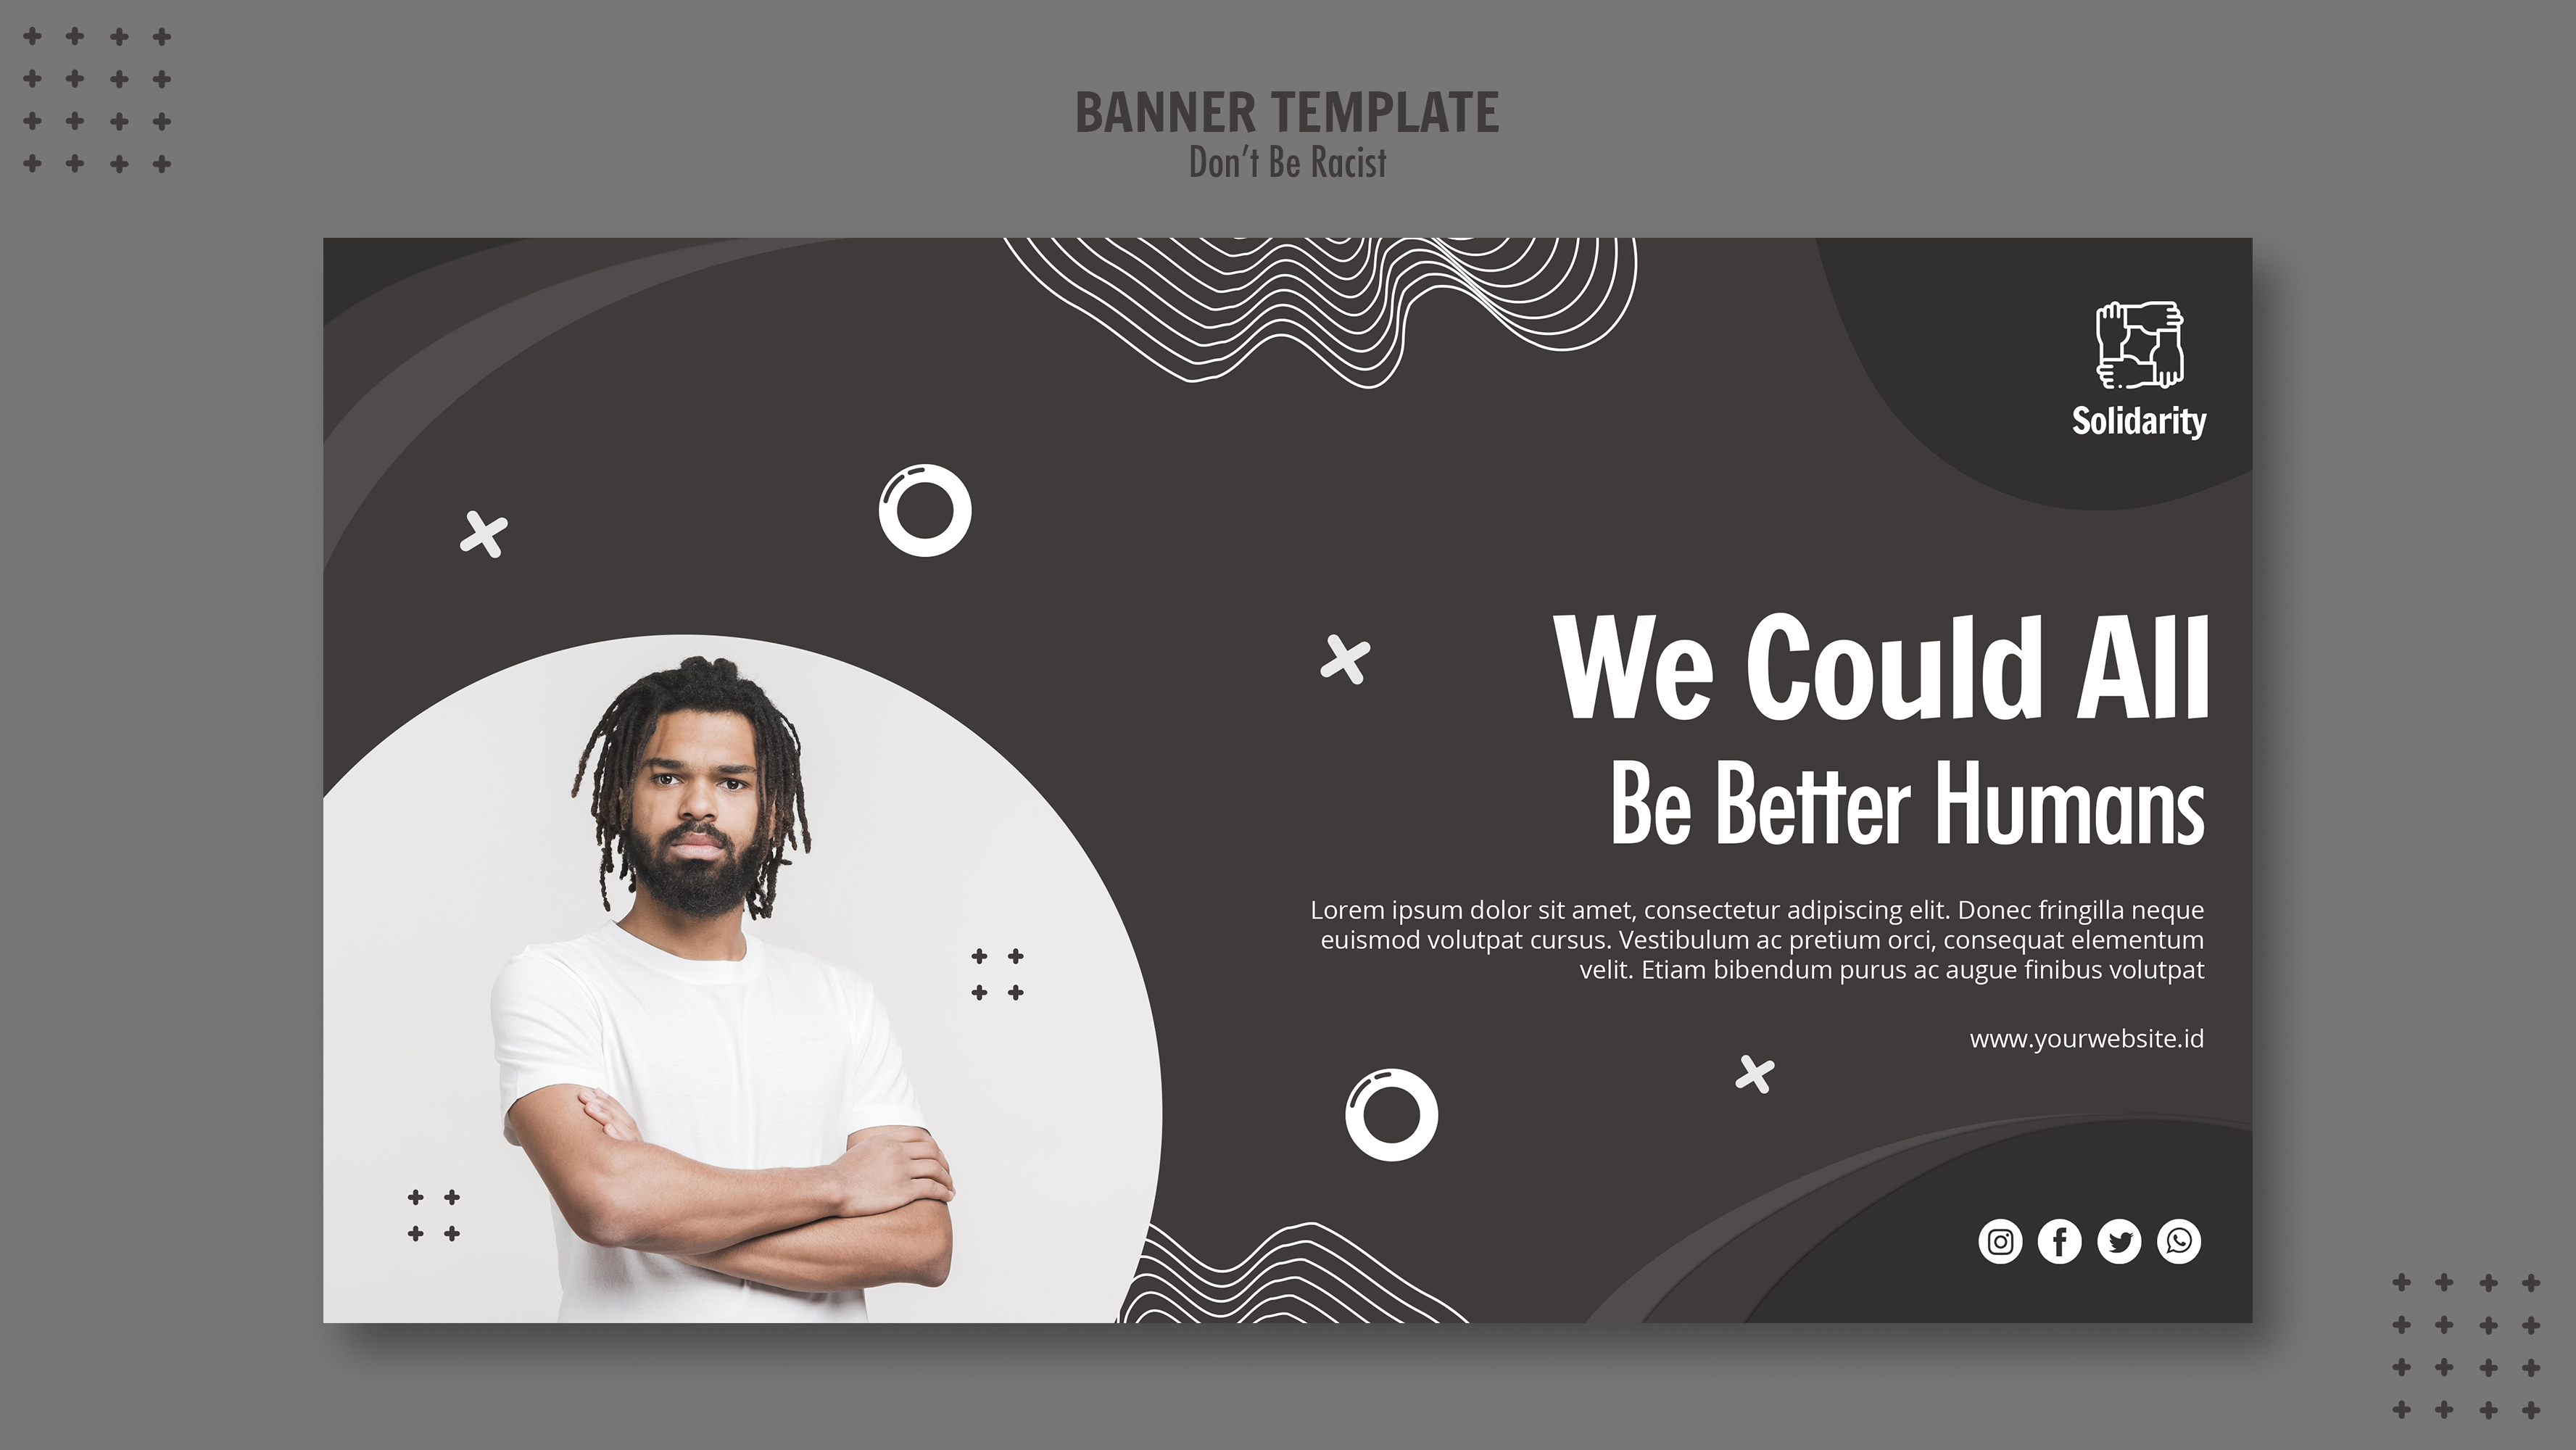 BANNER TEMPLATE
Don't Be Racist
Solidarity
We Could All
Be Better Humans
Lorem ipsum dolor sit amet, consectetur adipiscing elit. Donec fringilla neque
euismod volutpat cursus. Vestibulum ac pretium orci, consequat elementum
velit. Etiam bibendum purus ac augue finibus volutpat
www.yourwebsite.id